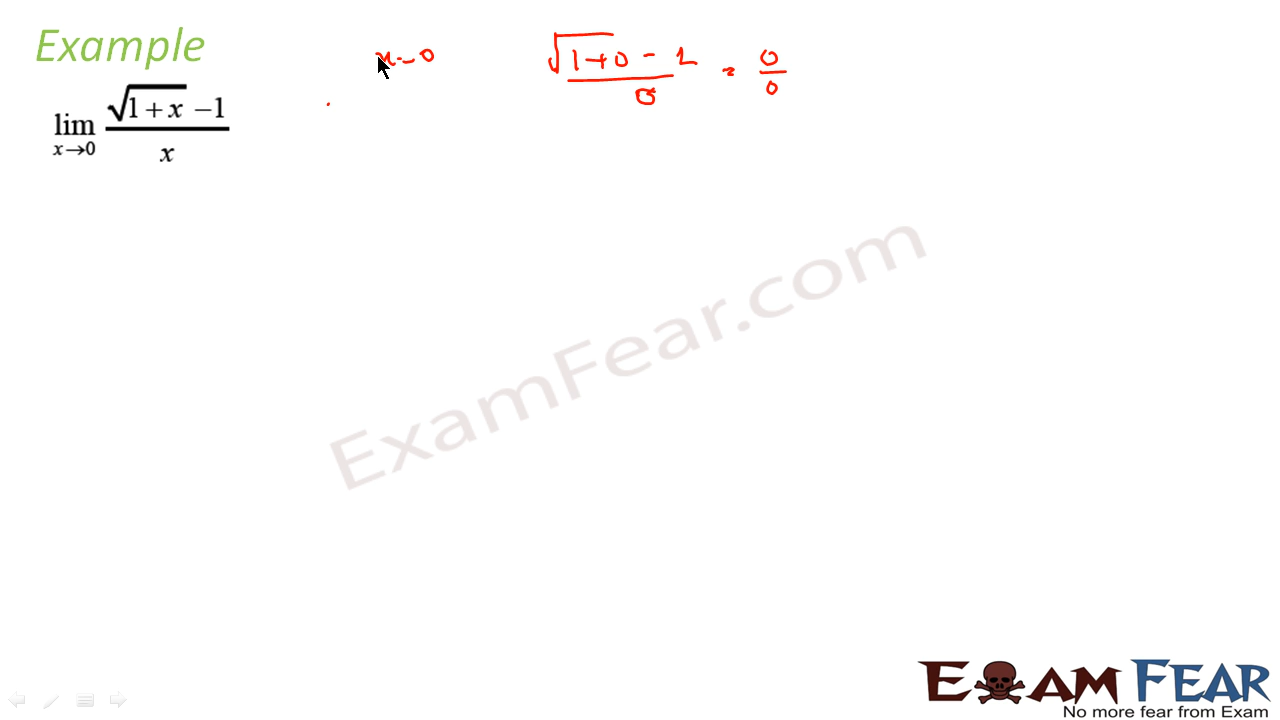 Example
lim x→0 (√(1 + x) − 1) / x
x = 0
(√(1+0) − 1) / 0 = 0/0
ExamFear.com
EXAM FEAR
No more fear from Exam